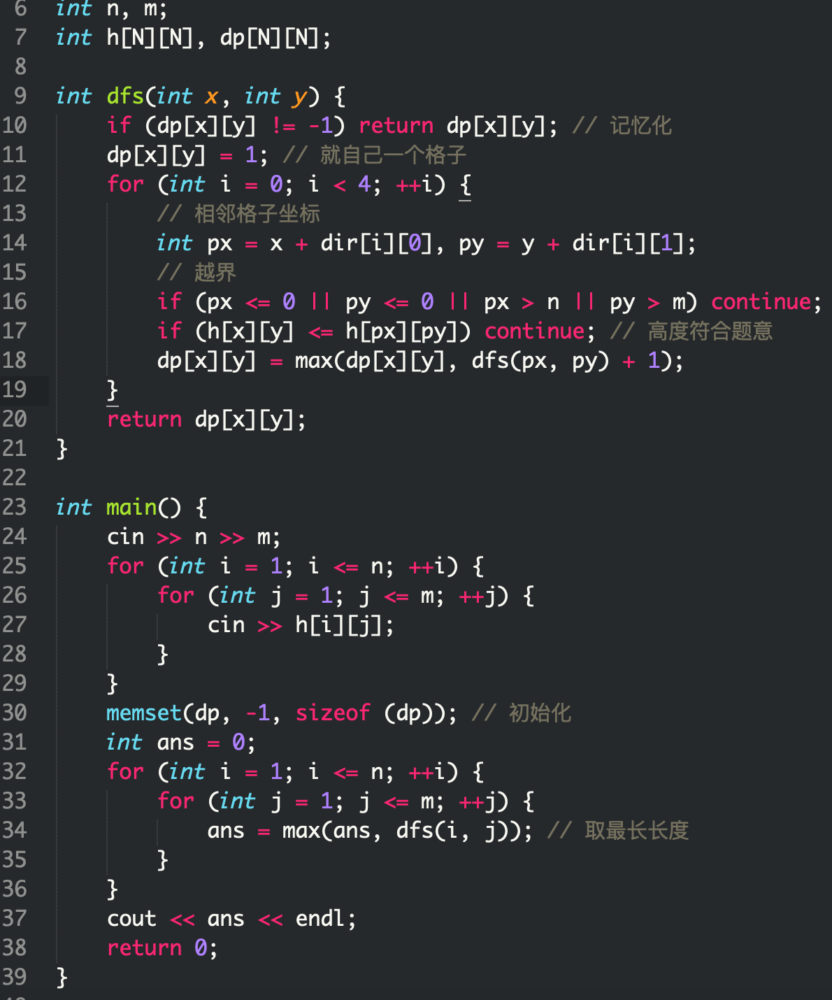 6 int n, m;
7 int h[N][N], dp[N][N];
8
9 int dfs(int x, int y) {
10     if (dp[x][y] != -1) return dp[x][y]; // 记忆化
11     dp[x][y] = 1; // 就自己一个格子
12     for (int i = 0; i < 4; ++i) {
13         // 相邻格子坐标
14         int px = x + dir[i][0], py = y + dir[i][1];
15         // 越界
16         if (px <= 0 || py <= 0 || px > n || py > m) continue;
17         if (h[x][y] <= h[px][py]) continue; // 高度符合题意
18         dp[x][y] = max(dp[x][y], dfs(px, py) + 1);
19     }
20     return dp[x][y];
21 }
22
23 int main() {
24     cin >> n >> m;
25     for (int i = 1; i <= n; ++i) {
26         for (int j = 1; j <= m; ++j) {
27             cin >> h[i][j];
28         }
29     }
30     memset(dp, -1, sizeof (dp)); // 初始化
31     int ans = 0;
32     for (int i = 1; i <= n; ++i) {
33         for (int j = 1; j <= m; ++j) {
34             ans = max(ans, dfs(i, j)); // 取最长长度
35         }
36     }
37     cout << ans << endl;
38     return 0;
39 }